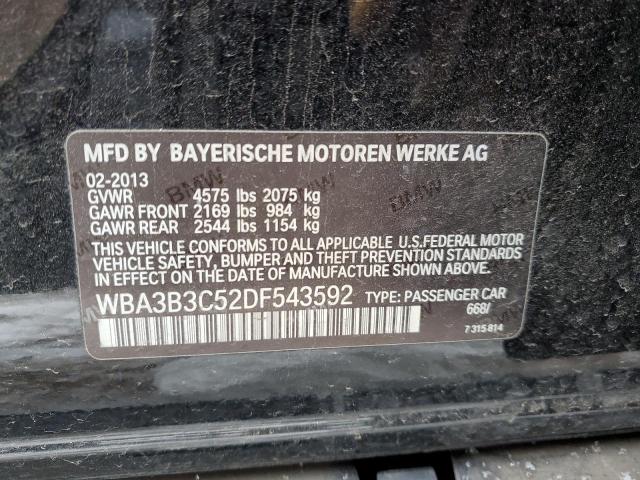 MFD BY BAYERISCHE MOTOREN WERKE AG
02-2013
GVWR 4575 lbs 2075 kg
GAWR FRONT 2169 lbs 984 kg
GAWR REAR 2544 lbs 1154 kg
THIS VEHICLE CONFORMS TO ALL APPLICABLE U.S.FEDERAL MOTOR
VEHICLE SAFETY, BUMPER AND THEFT PREVENTION STANDARDS
IN EFFECT ON THE DATE OF MANUFACTURE SHOWN ABOVE.
WBA3B3C52DF543592 TYPE: PASSENGER CAR
668/
7 315 814
BMW
BMW
BMW